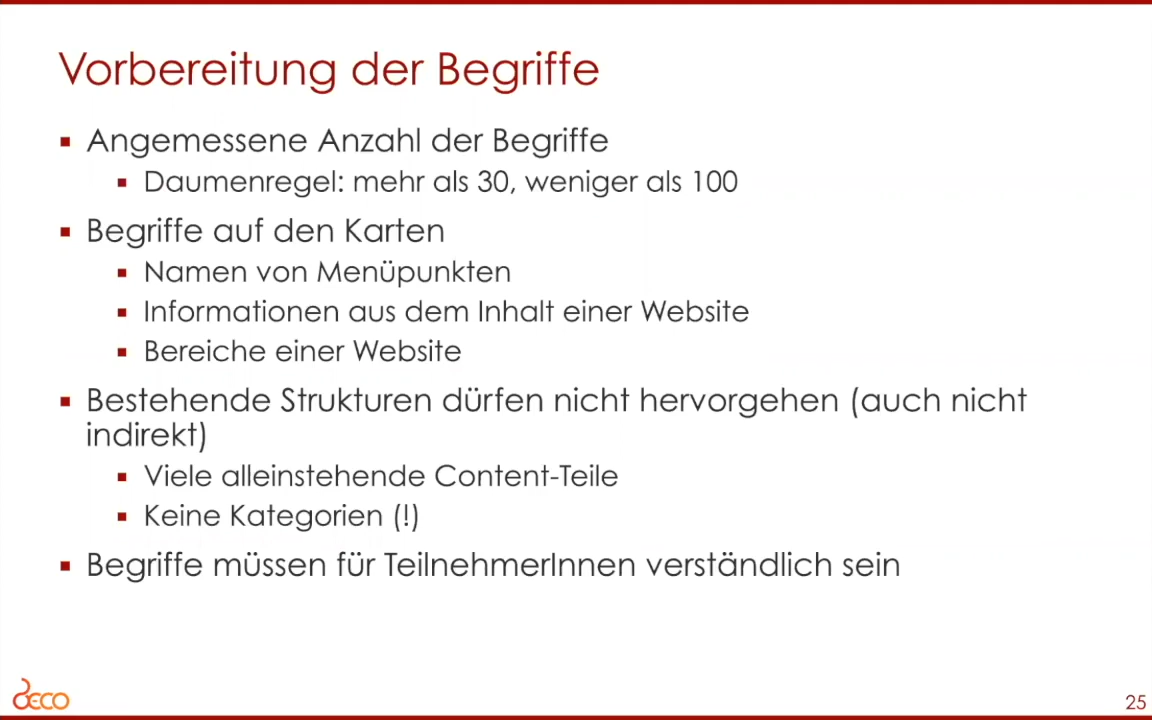 Vorbereitung der Begriffe
▪ Angemessene Anzahl der Begriffe
▪ Daumenregel: mehr als 30, weniger als 100
▪ Begriffe auf den Karten
▪ Namen von Menüpunkten
▪ Informationen aus dem Inhalt einer Website
▪ Bereiche einer Website
▪ Bestehende Strukturen dürfen nicht hervorgehen (auch nicht
indirekt)
▪ Viele alleinstehende Content-Teile
▪ Keine Kategorien (!)
▪ Begriffe müssen für TeilnehmerInnen verständlich sein
DECO
25